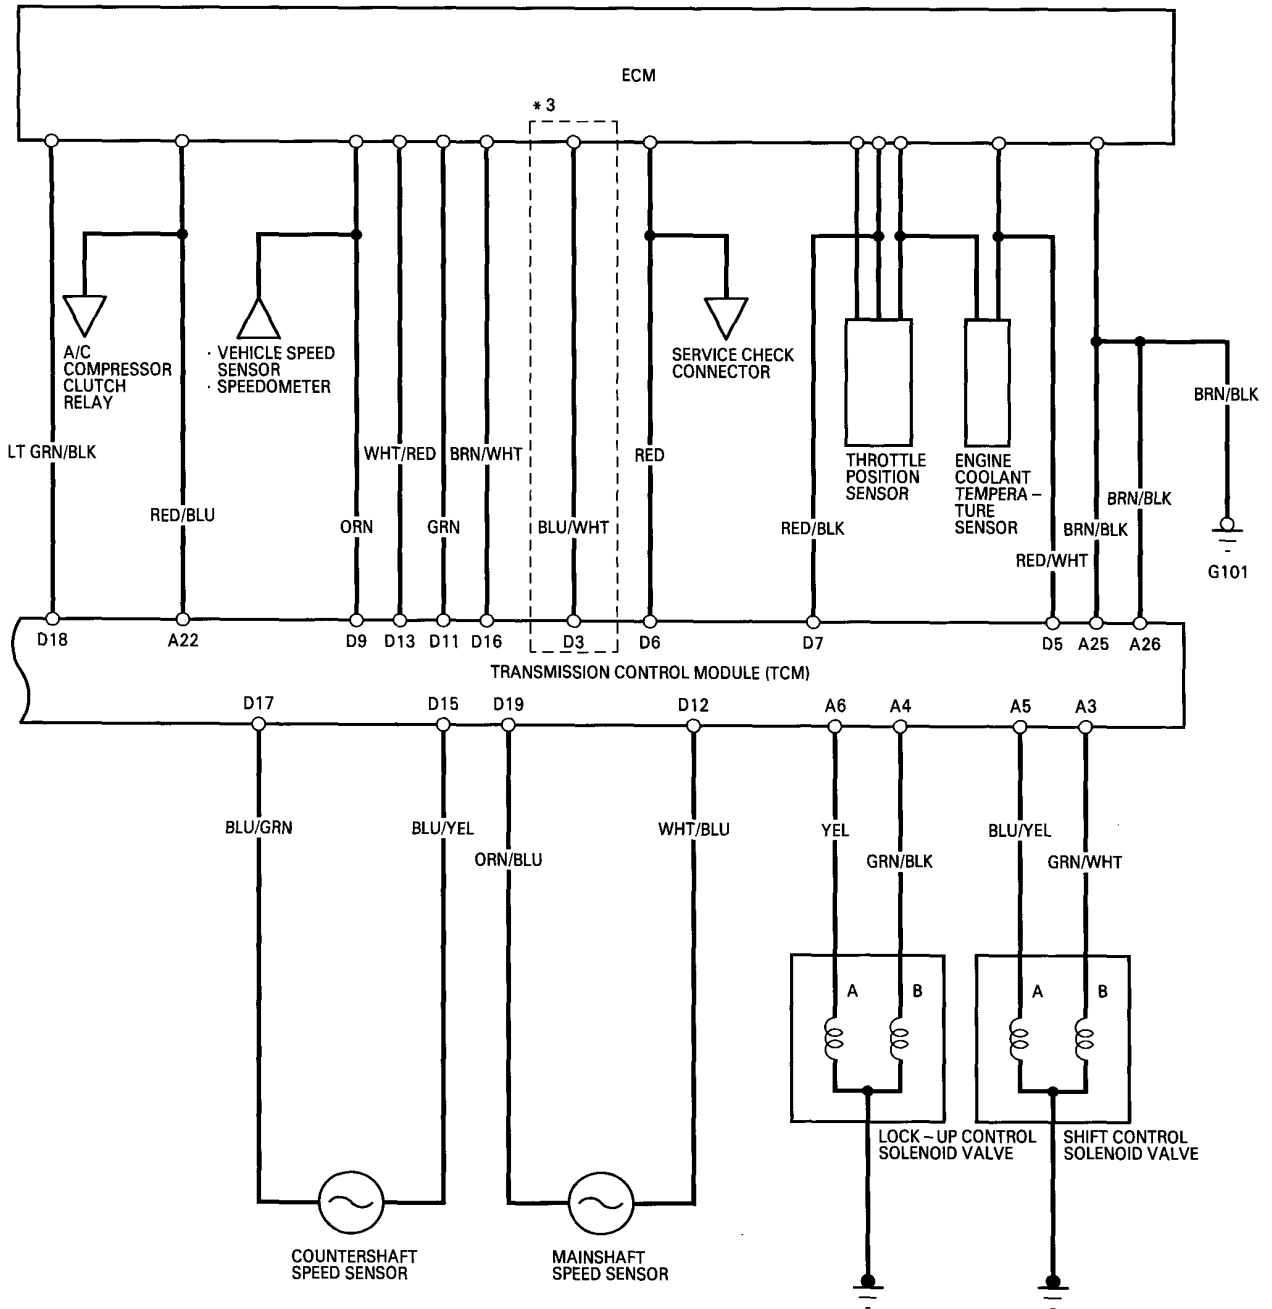 ECM
* 3
A/C
COMPRESSOR
CLUTCH
RELAY
· VEHICLE SPEED
SENSOR
· SPEEDOMETER
SERVICE CHECK
CONNECTOR
THROTTLE
POSITION
SENSOR
ENGINE
COOLANT
TEMPERA –
TURE
SENSOR
BRN/BLK
G101
LT GRN/BLK
RED/BLU
ORN
WHT/RED
GRN
BRN/WHT
BLU/WHT
RED
RED/BLK
RED/WHT
BRN/BLK
BRN/BLK
D18
A22
D9
D13
D11
D16
D3
D6
D7
D5
A25
A26
TRANSMISSION CONTROL MODULE (TCM)
D17
D15
D19
D12
A6
A4
A5
A3
BLU/GRN
BLU/YEL
ORN/BLU
WHT/BLU
YEL
GRN/BLK
BLU/YEL
GRN/WHT
A
B
A
B
LOCK – UP CONTROL
SOLENOID VALVE
SHIFT CONTROL
SOLENOID VALVE
COUNTERSHAFT
SPEED SENSOR
MAINSHAFT
SPEED SENSOR